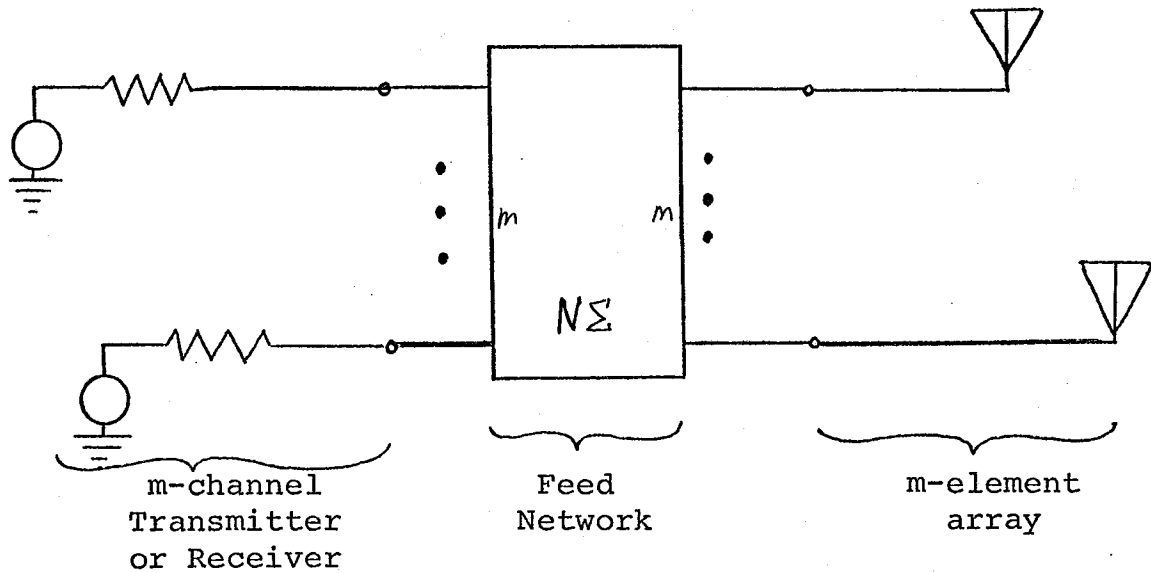 m
m
NΣ
m-channel
Transmitter
or Receiver
Feed
Network
m-element
array